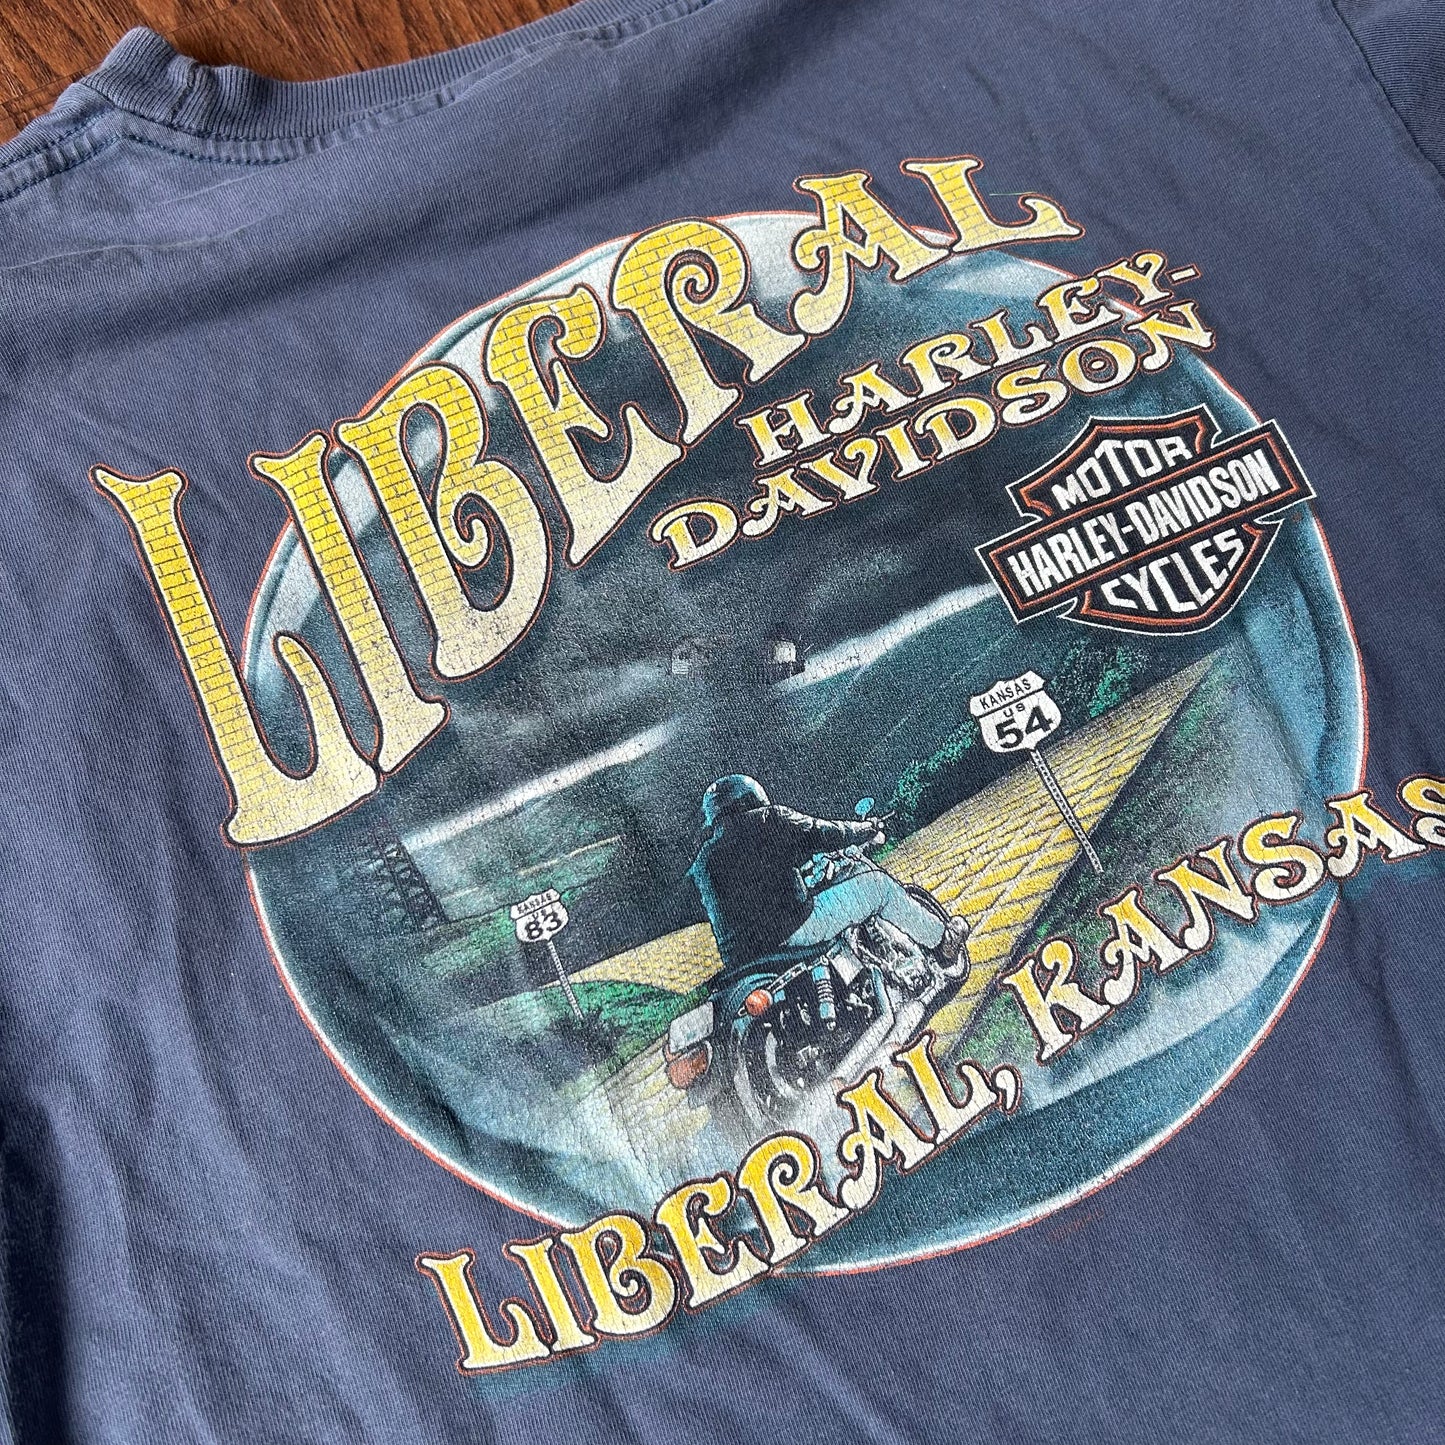 LIBERAL
HARLEY-
DAVIDSON
MOTOR
HARLEY-DAVIDSON
CYCLES
KANSAS
US
54
KANSAS
US
83
LIBERAL, KANSAS